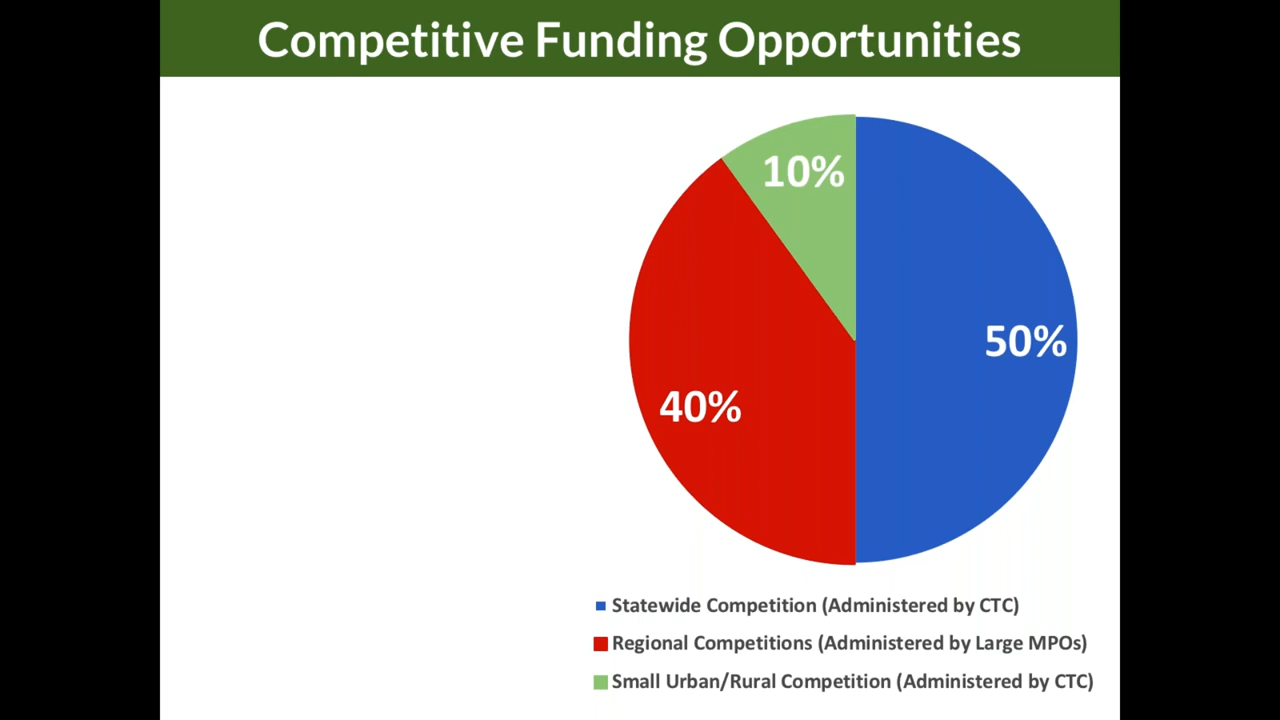 Competitive Funding Opportunities
10%
50%
40%
Statewide Competition (Administered by CTC)
Regional Competitions (Administered by Large MPOs)
Small Urban/Rural Competition (Administered by CTC)